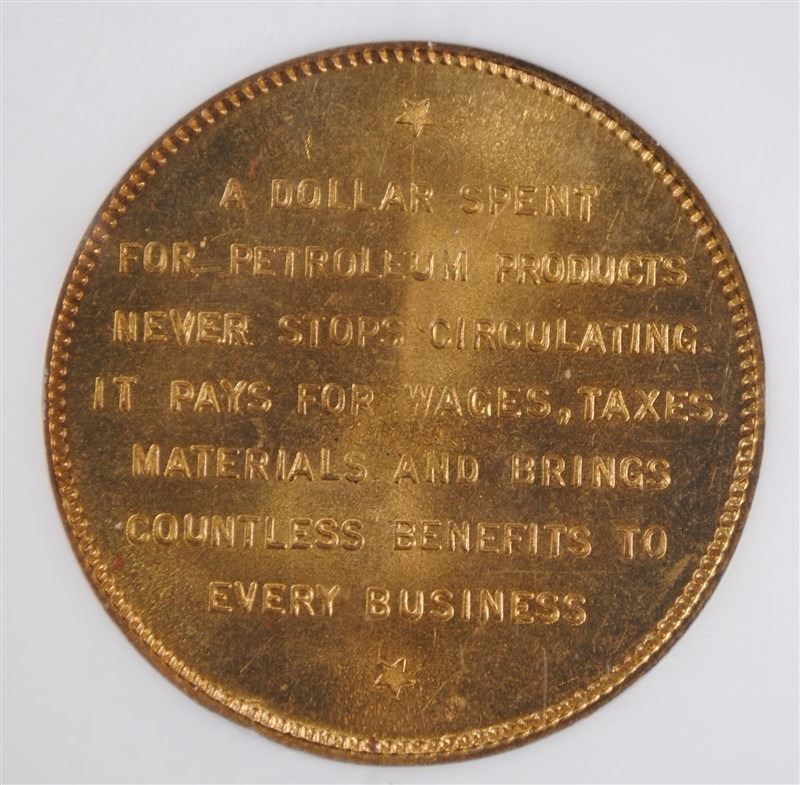 A DOLLAR SPENT
FOR PETROLEUM PRODUCTS
NEVER STOPS CIRCULATING.
IT PAYS FOR WAGES, TAXES,
MATERIALS AND BRINGS
COUNTLESS BENEFITS TO
EVERY BUSINESS